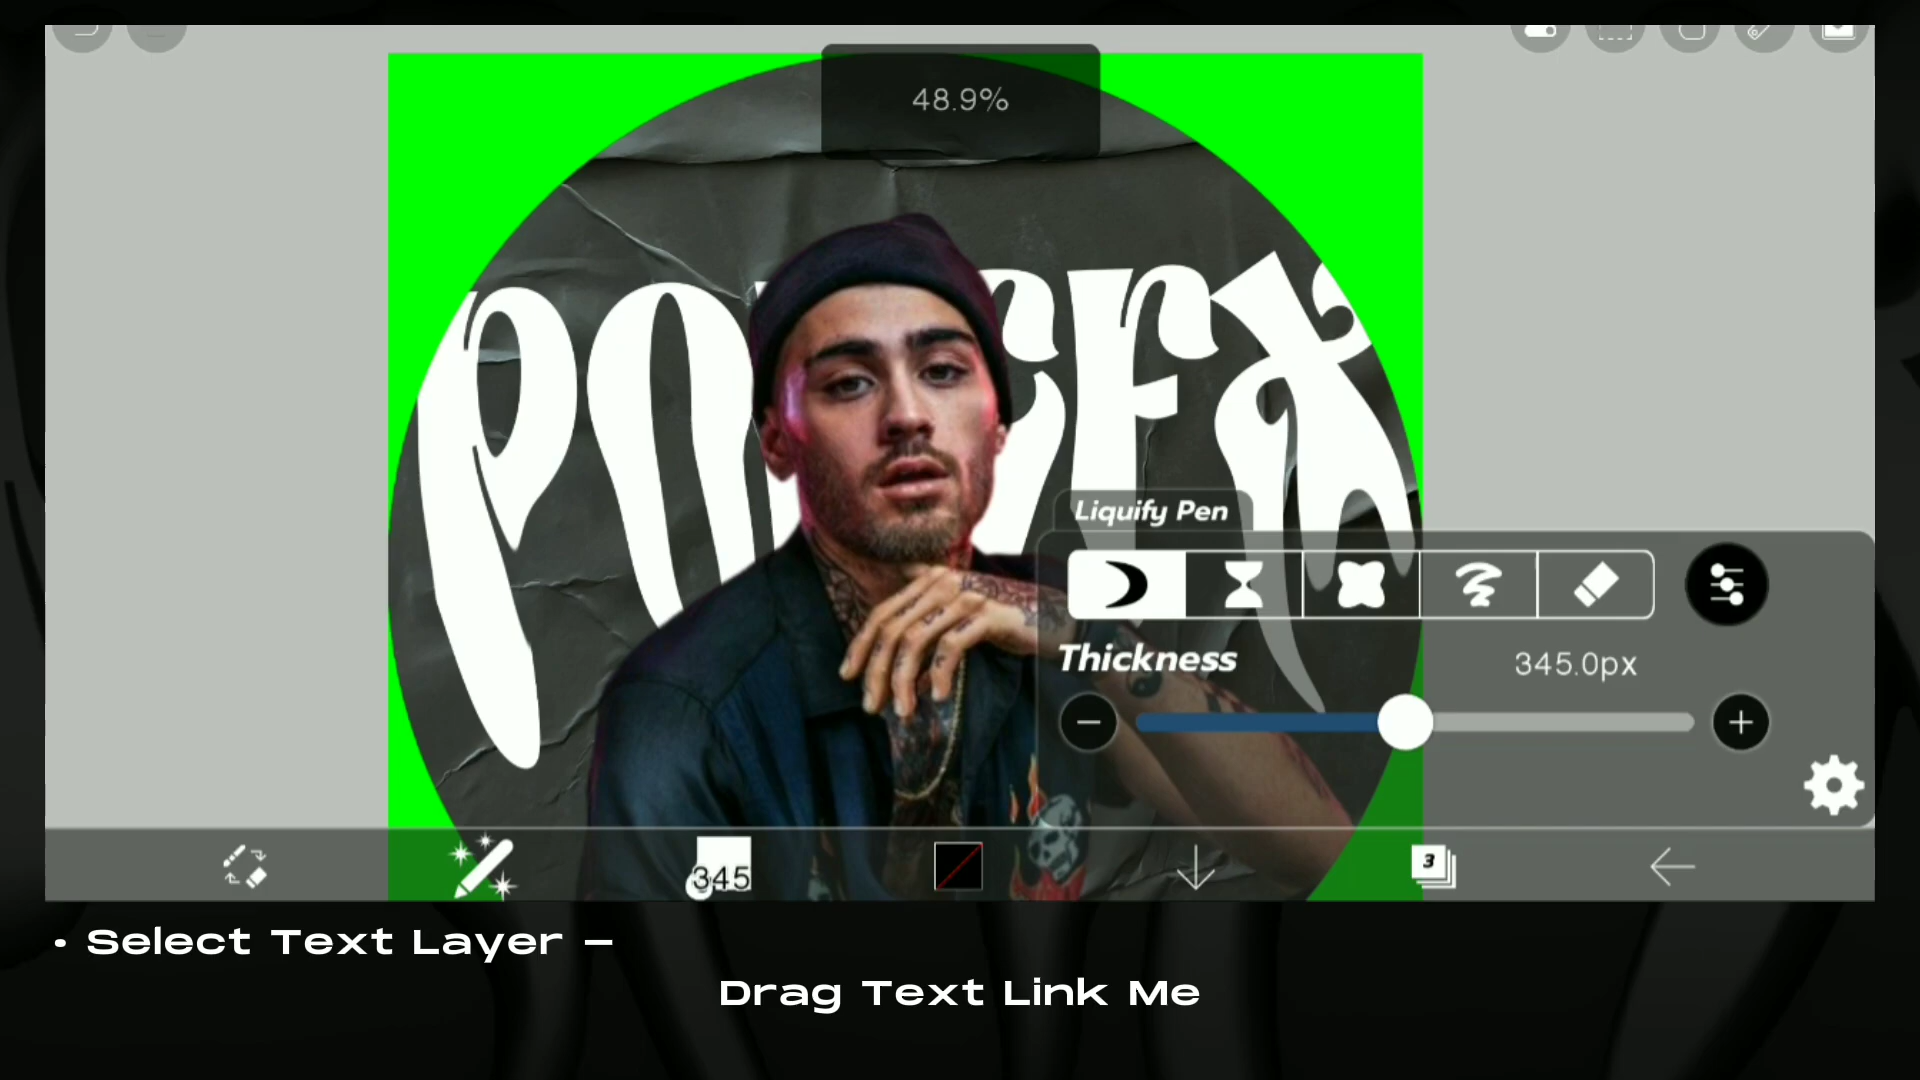 48.9%
Liquify Pen
Thickness
345.0px
345
3
• Select Text Layer –
Drag Text Link Me